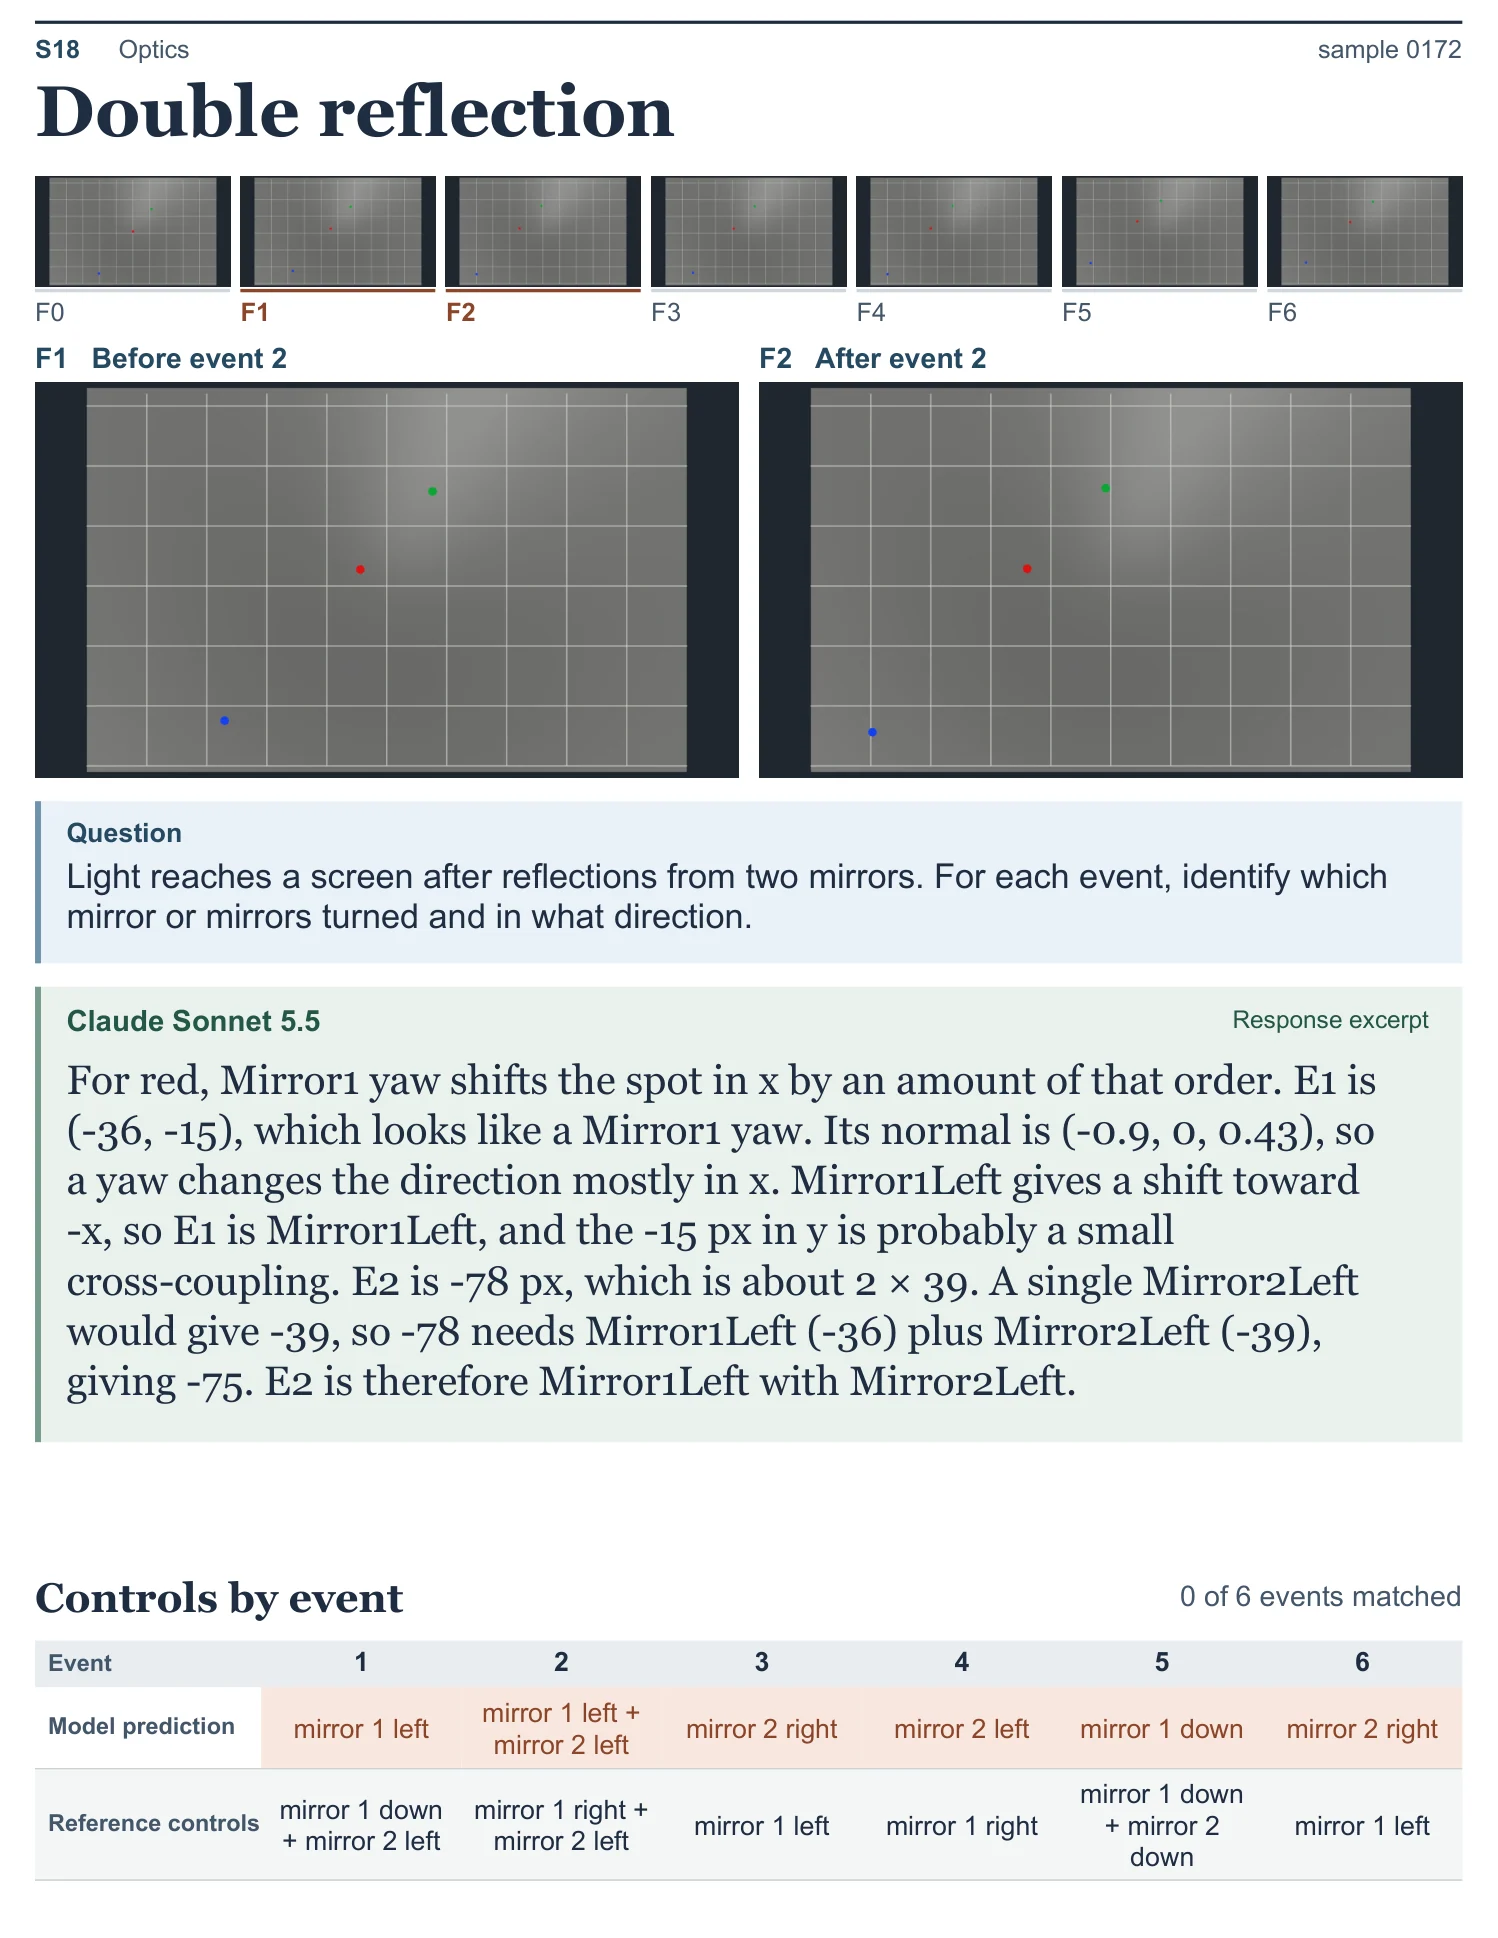 S18 Optics sample 0172
Double reflection
F0 F1 F2 F3 F4 F5 F6
F1 Before event 2
F2 After event 2
Question
Light reaches a screen after reflections from two mirrors. For each event, identify which
mirror or mirrors turned and in what direction.
Claude Sonnet 5.5 Response excerpt
For red, Mirror1 yaw shifts the spot in x by an amount of that order. E1 is
(-36, -15), which looks like a Mirror1 yaw. Its normal is (-0.9, 0, 0.43), so
a yaw changes the direction mostly in x. Mirror1Left gives a shift toward
-x, so E1 is Mirror1Left, and the -15 px in y is probably a small
cross-coupling. E2 is -78 px, which is about 2 × 39. A single Mirror2Left
would give -39, so -78 needs Mirror1Left (-36) plus Mirror2Left (-39),
giving -75. E2 is therefore Mirror1Left with Mirror2Left.
Controls by event 0 of 6 events matched
Event 1 2 3 4 5 6
Model prediction mirror 1 left mirror 1 left + mirror 2 left mirror 2 right mirror 2 left mirror 1 down mirror 2 right
Reference controls mirror 1 down + mirror 2 left mirror 1 right + mirror 2 left mirror 1 left mirror 1 right mirror 1 down + mirror 2 down mirror 1 left